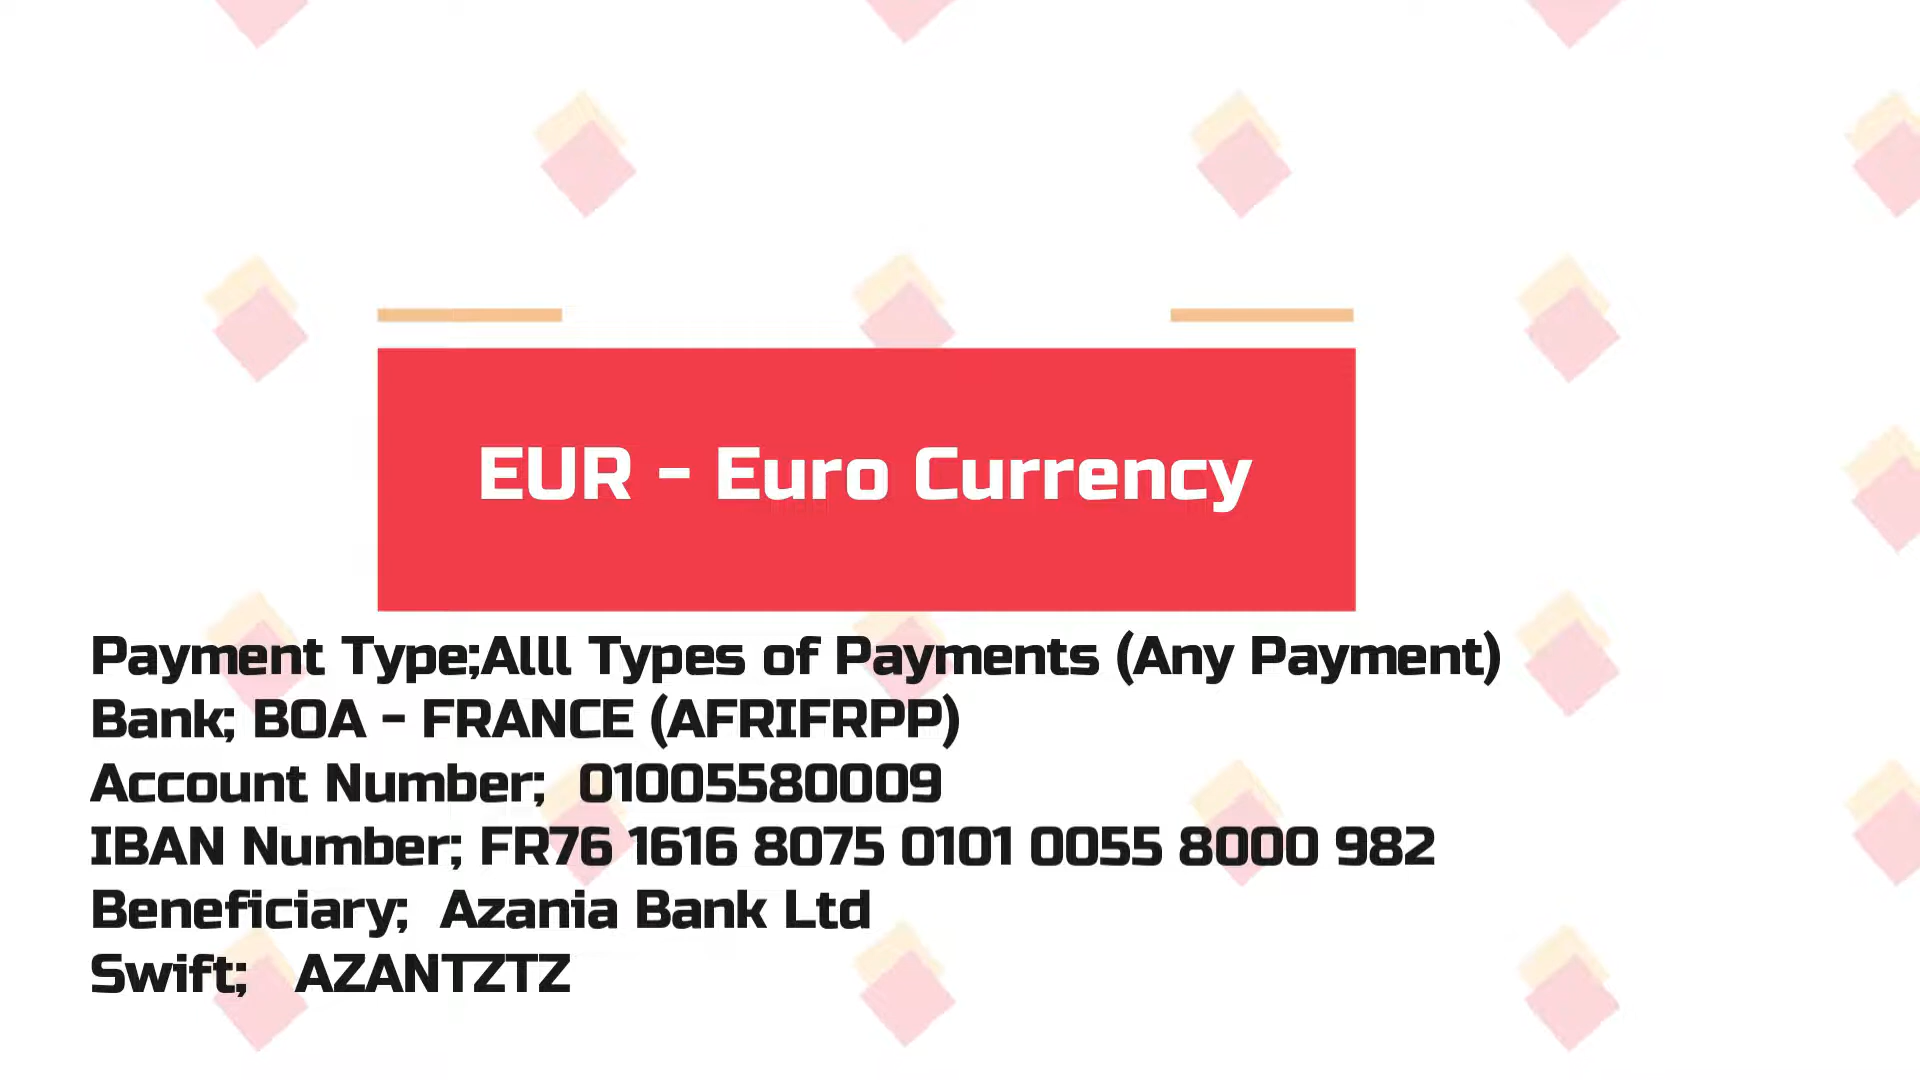 EUR - Euro Currency
Payment Type;Alll Types of Payments (Any Payment)
Bank; BOA - FRANCE (AFRIFRPP)
Account Number; 01005580009
IBAN Number; FR76 1616 8075 0101 0055 8000 982
Beneficiary; Azania Bank Ltd
Swift; AZANTZTZ